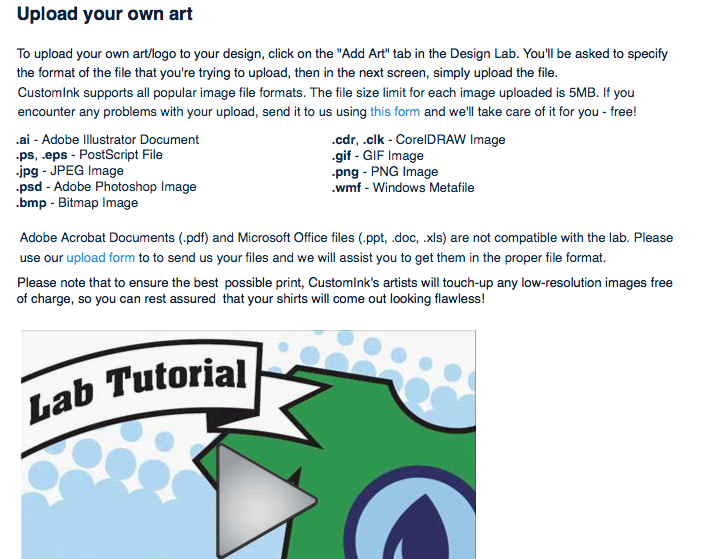 Upload your own art
To upload your own art/logo to your design, click on the "Add Art" tab in the Design Lab. You'll be asked to specify
the format of the file that you're trying to upload, then in the next screen, simply upload the file.
CustomInk supports all popular image file formats. The file size limit for each image uploaded is 5MB. If you
encounter any problems with your upload, send it to us using this form and we'll take care of it for you - free!
.ai - Adobe Illustrator Document
.ps, .eps - PostScript File
.jpg - JPEG Image
.psd - Adobe Photoshop Image
.bmp - Bitmap Image
.cdr, .clk - CorelDRAW Image
.gif - GIF Image
.png - PNG Image
.wmf - Windows Metafile
Adobe Acrobat Documents (.pdf) and Microsoft Office files (.ppt, .doc, .xls) are not compatible with the lab. Please
use our upload form to to send us your files and we will assist you to get them in the proper file format.
Please note that to ensure the best possible print, CustomInk's artists will touch-up any low-resolution images free
of charge, so you can rest assured that your shirts will come out looking flawless!
Lab Tutorial